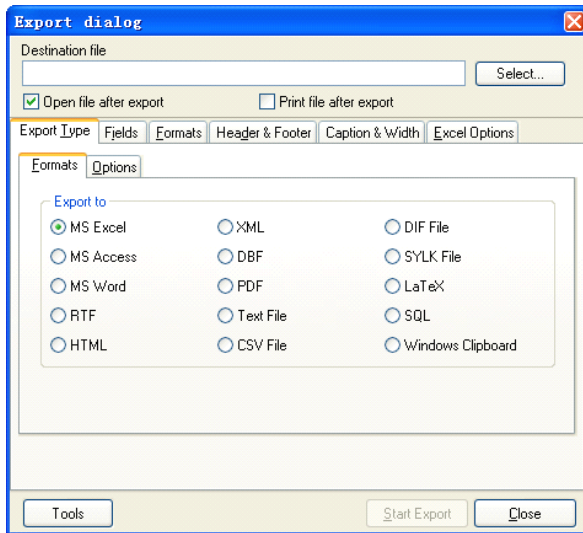 Export dialog
Destination file
Select...
Open file after export Print file after export
Export Type Fields Formats Header & Footer Caption & Width Excel Options
Formats Options
Export to
MS Excel XML DIF File
MS Access DBF SYLK File
MS Word PDF LaTeX
RTF Text File SQL
HTML CSV File Windows Clipboard
Tools Start Export Close